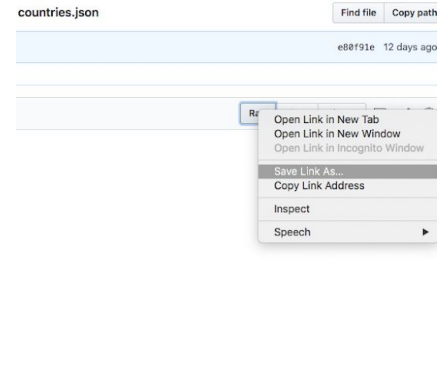 countries.json
Find file Copy path
e80f91e 12 days ago
Ra
Open Link in New Tab
Open Link in New Window
Open Link in Incognito Window
Save Link As...
Copy Link Address
Inspect
Speech